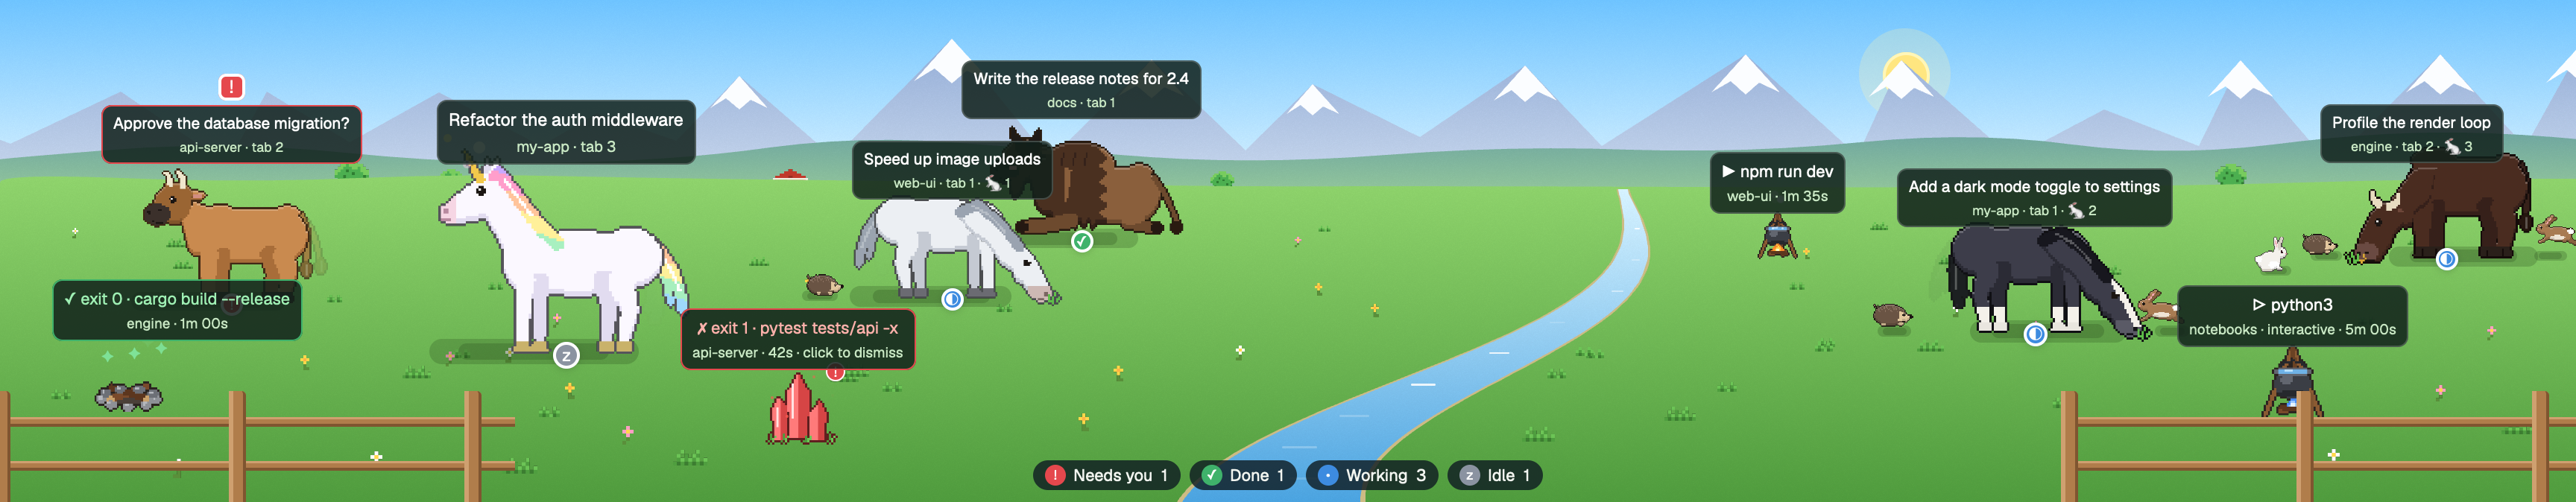 !
Approve the database migration?
api-server · tab 2
Refactor the auth middleware
my-app · tab 3
Write the release notes for 2.4
docs · tab 1
Speed up image uploads
web-ui · tab 1 · 🐇 1
▶ npm run dev
web-ui · 1m 35s
Add a dark mode toggle to settings
my-app · tab 1 · 🐇 2
Profile the render loop
engine · tab 2 · 🐇 3
✓ exit 0 · cargo build --release
engine · 1m 00s
z
✗ exit 1 · pytest tests/api -x
api-server · 42s · click to dismiss
!
▷ python3
notebooks · interactive · 5m 00s
! Needs you 1
✓ Done 1
Working 3
z Idle 1